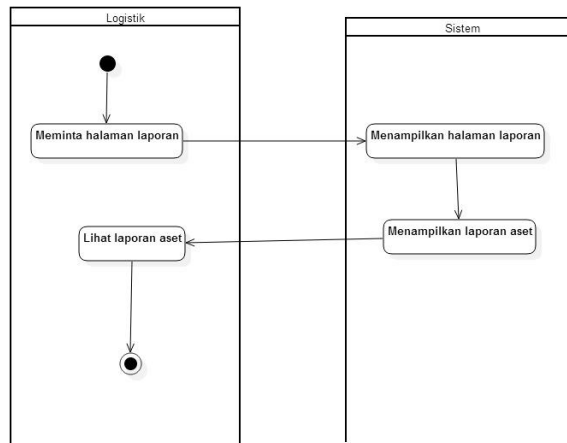 Logistik
Sistem
Meminta halaman laporan
Menampilkan halaman laporan
Lihat laporan aset
Menampilkan laporan aset